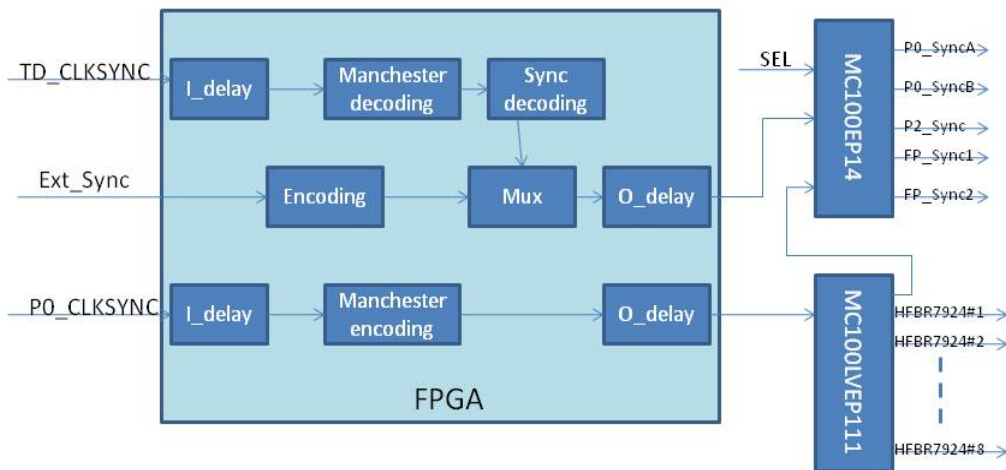 TD_CLKSYNC
I_delay
Manchester
decoding
Sync
decoding
SEL
MC100EP14
P0_SyncA
P0_SyncB
P2_Sync
FP_Sync1
FP_Sync2
Ext_Sync
Encoding
Mux
O_delay
P0_CLKSYNC
I_delay
Manchester
encoding
O_delay
MC100LVEP111
HFBR7924#1
HFBR7924#2
HFBR7924#8
FPGA